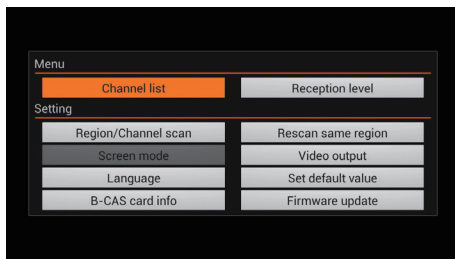 Menu
Channel list Reception level
Setting
Region/Channel scan Rescan same region
Screen mode Video output
Language Set default value
B-CAS card info Firmware update